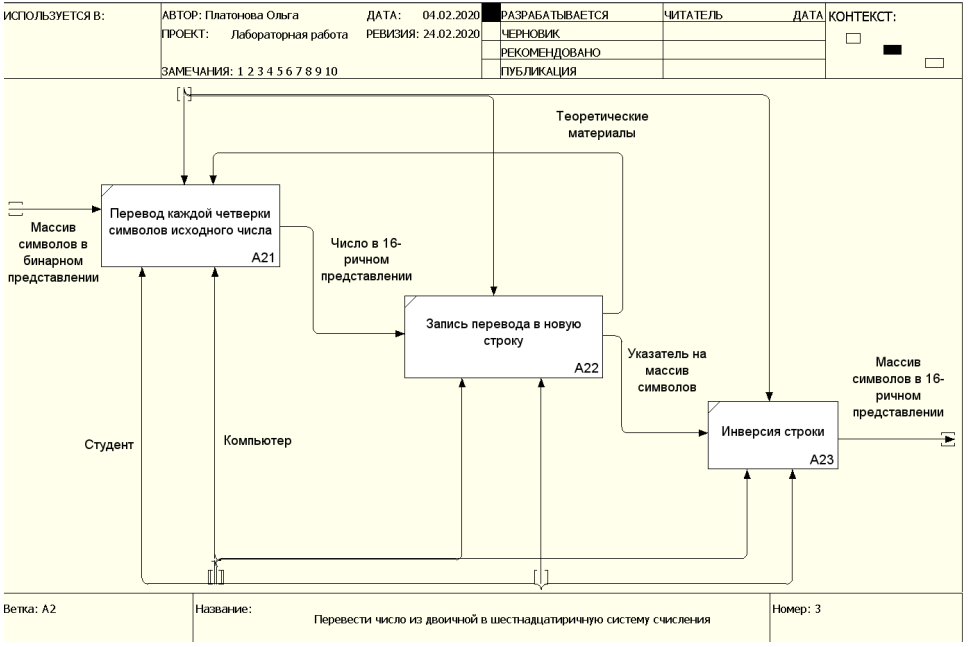 ИСПОЛЬЗУЕТСЯ В:
АВТОР: Платонова Ольга
ДАТА: 04.02.2020
ПРОЕКТ: Лабораторная работа
РЕВИЗИЯ: 24.02.2020
ЗАМЕЧАНИЯ: 1 2 3 4 5 6 7 8 9 10
РАЗРАБАТЫВАЕТСЯ
ЧЕРНОВИК
РЕКОМЕНДОВАНО
ПУБЛИКАЦИЯ
ЧИТАТЕЛЬ
ДАТА
КОНТЕКСТ:
Теоретические
материалы
Перевод каждой четверки
символов исходного числа
A21
Массив
символов в
бинарном
представлении
Число в 16-
ричном
представлении
Запись перевода в новую
строку
A22
Указатель на
массив
символов
Массив
символов в 16-
ричном
представлении
Инверсия строки
A23
Студент
Компьютер
Ветка: A2
Название:
Перевести число из двоичной в шестнадцатиричную систему счисления
Номер: 3